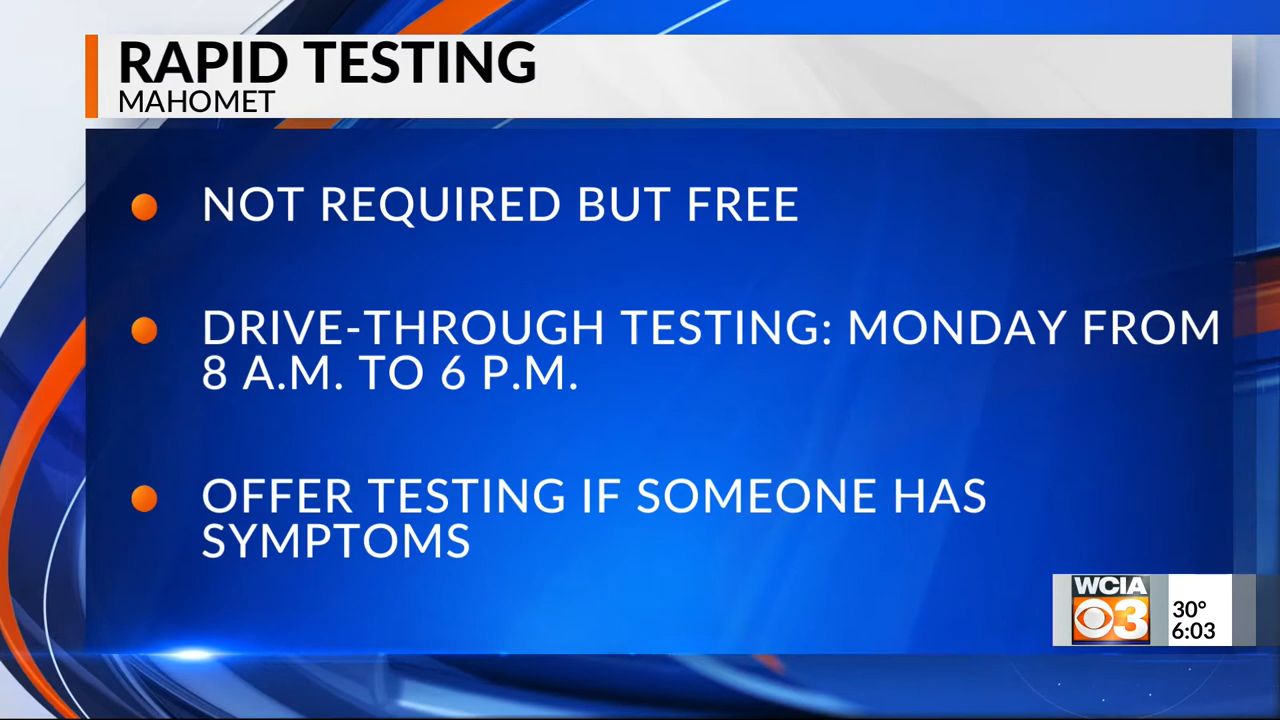 RAPID TESTING
MAHOMET
NOT REQUIRED BUT FREE
DRIVE-THROUGH TESTING: MONDAY FROM
8 A.M. TO 6 P.M.
OFFER TESTING IF SOMEONE HAS
SYMPTOMS
WCIA
3
30°
6:03